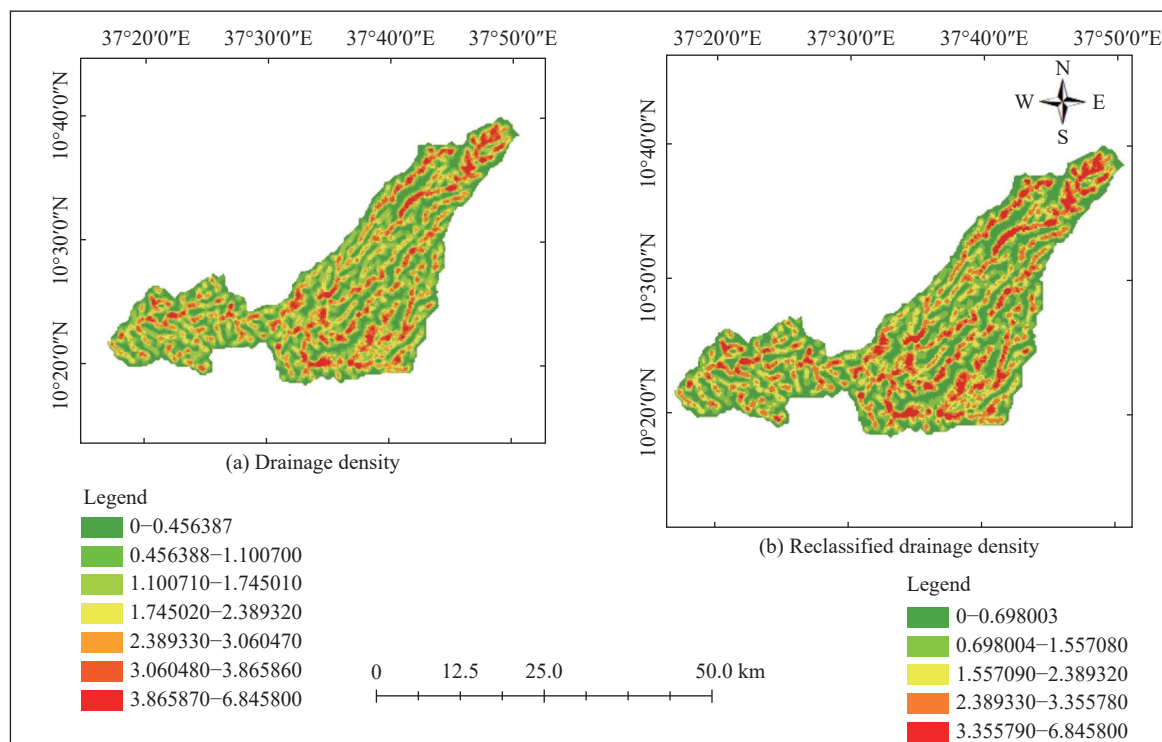 37°20′0″E 37°30′0″E 37°40′0″E 37°50′0″E
10°40′0″N
10°30′0″N
10°20′0″N
(a) Drainage density
Legend
0−0.456387
0.456388−1.100700
1.100710−1.745010
1.745020−2.389320
2.389330−3.060470
3.060480−3.865860
3.865870−6.845800
0 12.5 25.0 50.0 km
37°20′0″E 37°30′0″E 37°40′0″E 37°50′0″E
N
W E
S
10°40′0″N
10°30′0″N
10°20′0″N
(b) Reclassified drainage density
Legend
0−0.698003
0.698004−1.557080
1.557090−2.389320
2.389330−3.355780
3.355790−6.845800